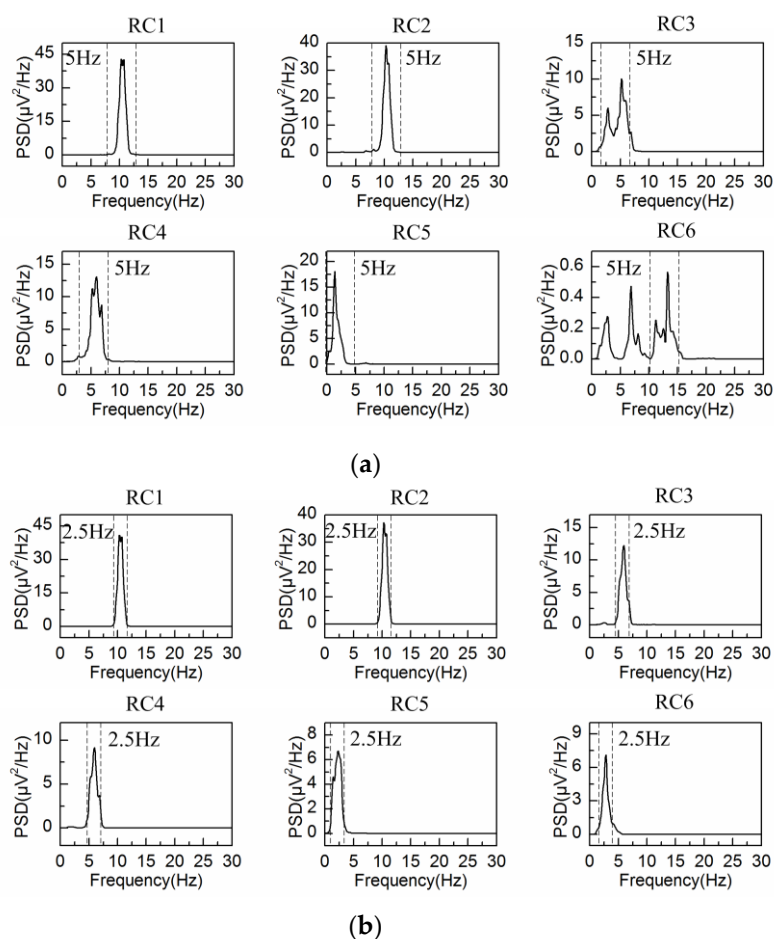 RC1 RC2 RC3
PSD(μV²/Hz) 45 30 15 0 5Hz
0 5 10 15 20 25 30
Frequency(Hz)
PSD(μV²/Hz) 40 30 20 10 0 5Hz
0 5 10 15 20 25 30
Frequency(Hz)
PSD(μV²/Hz) 15 10 5 0 5Hz
0 5 10 15 20 25 30
Frequency(Hz)
RC4 RC5 RC6
PSD(μV²/Hz) 15 10 5 0 5Hz
0 5 10 15 20 25 30
Frequency(Hz)
PSD(μV²/Hz) 20 15 10 5 0 5Hz
0 5 10 15 20 25 30
Frequency(Hz)
PSD(μV²/Hz) 0.6 0.4 0.2 0.0 5Hz
0 5 10 15 20 25 30
Frequency(Hz)
(a)
RC1 RC2 RC3
PSD(μV²/Hz) 45 30 15 0 2.5Hz
0 5 10 15 20 25 30
Frequency(Hz)
PSD(μV²/Hz) 40 30 20 10 0 2.5Hz
0 5 10 15 20 25 30
Frequency(Hz)
PSD(μV²/Hz) 15 10 5 0 2.5Hz
0 5 10 15 20 25 30
Frequency(Hz)
RC4 RC5 RC6
PSD(μV²/Hz) 10 5 0 2.5Hz
0 5 10 15 20 25 30
Frequency(Hz)
PSD(μV²/Hz) 8 6 4 2 0 2.5Hz
0 5 10 15 20 25 30
Frequency(Hz)
PSD(μV²/Hz) 9 6 3 0 2.5Hz
0 5 10 15 20 25 30
Frequency(Hz)
(b)